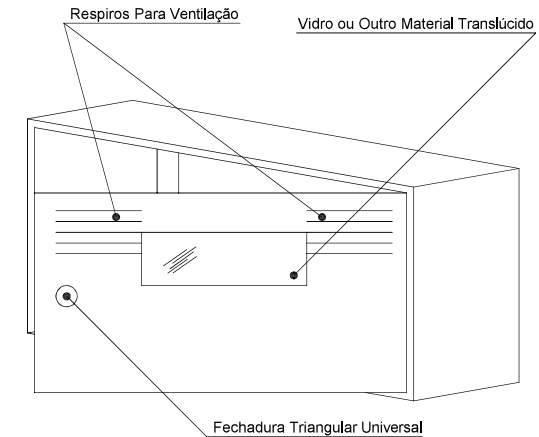 Respiros Para Ventilação
Vidro ou Outro Material Translúcido
Fechadura Triangular Universal